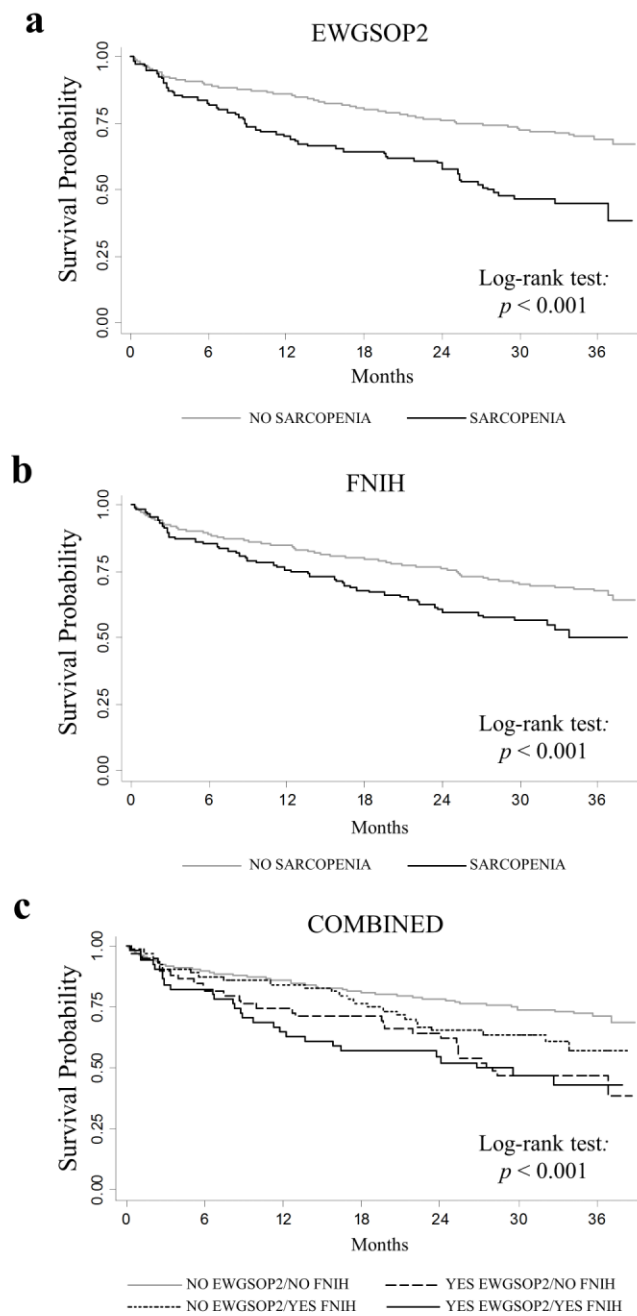 a
EWGSOP2
Survival Probability
1.00
0.75
0.50
0.25
0.00
Log-rank test:
p < 0.001
0 6 12 18 24 30 36
Months
NO SARCOPENIA SARCOPENIA
b
FNIH
Survival Probability
1.00
0.75
0.50
0.25
0.00
Log-rank test:
p < 0.001
0 6 12 18 24 30 36
Months
NO SARCOPENIA SARCOPENIA
c
COMBINED
Survival Probability
1.00
0.75
0.50
0.25
0.00
Log-rank test:
p < 0.001
0 6 12 18 24 30 36
Months
NO EWGSOP2/NO FNIH YES EWGSOP2/NO FNIH
NO EWGSOP2/YES FNIH YES EWGSOP2/YES FNIH